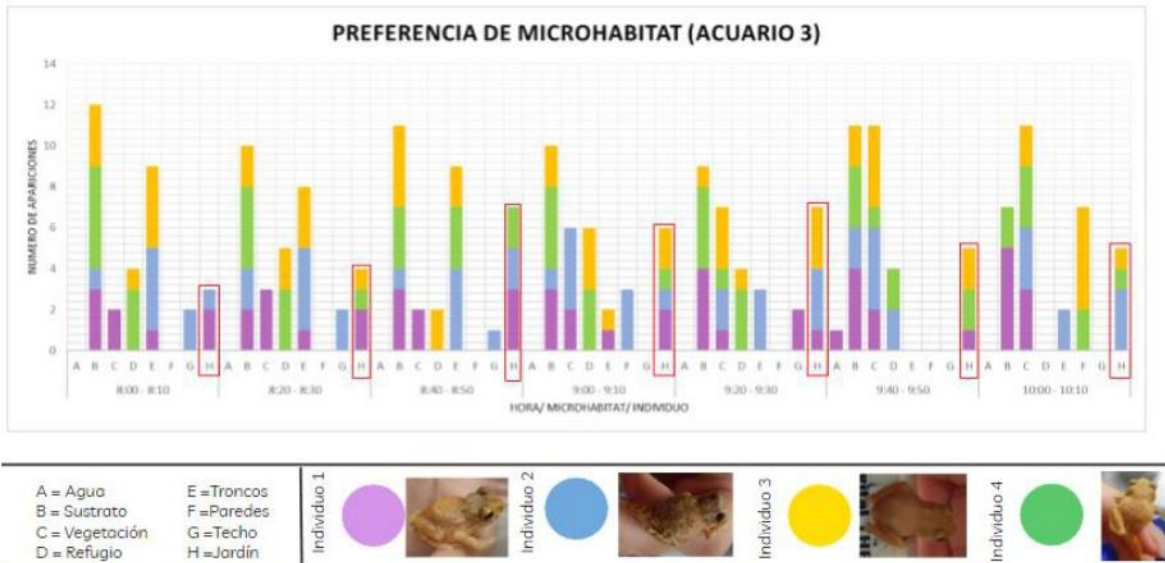 PREFERENCIA DE MICROHABITAT (ACUARIO 3)
14
12
10
8
6
4
2
0
NUMERO DE APARICIONES
A B C D E F G H A B C D E F G H A B C D E F G H A B C D E F G H A B C D E F G H A B C D E F G H A B C D E F G H
8:00 - 8:10 8:20 - 8:30 8:40 - 8:50 9:00 - 9:10 9:20 - 9:30 9:40 - 9:50 10:00 - 10:10
HORA/ MICROHABITAT/ INDIVIDUO
A = Agua
B = Sustrato
C = Vegetación
D = Refugio
E =Troncos
F =Paredes
G =Techo
H =Jardín
Individuo 1
Individuo 2
Individuo 3
Individuo 4